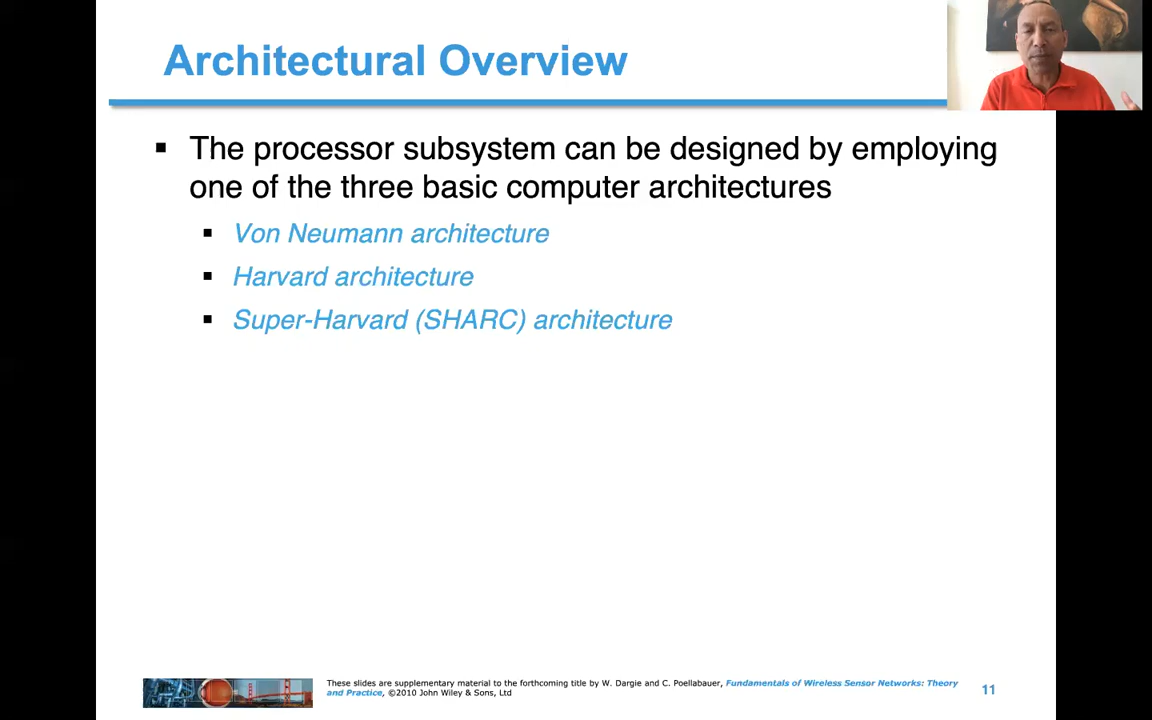 Architectural Overview
The processor subsystem can be designed by employing
one of the three basic computer architectures
Von Neumann architecture
Harvard architecture
Super-Harvard (SHARC) architecture
These slides are supplementary material to the forthcoming title by W. Dargie and C. Poellabauer, Fundamentals of Wireless Sensor Networks: Theory
and Practice, ©2010 John Wiley & Sons, Ltd
11